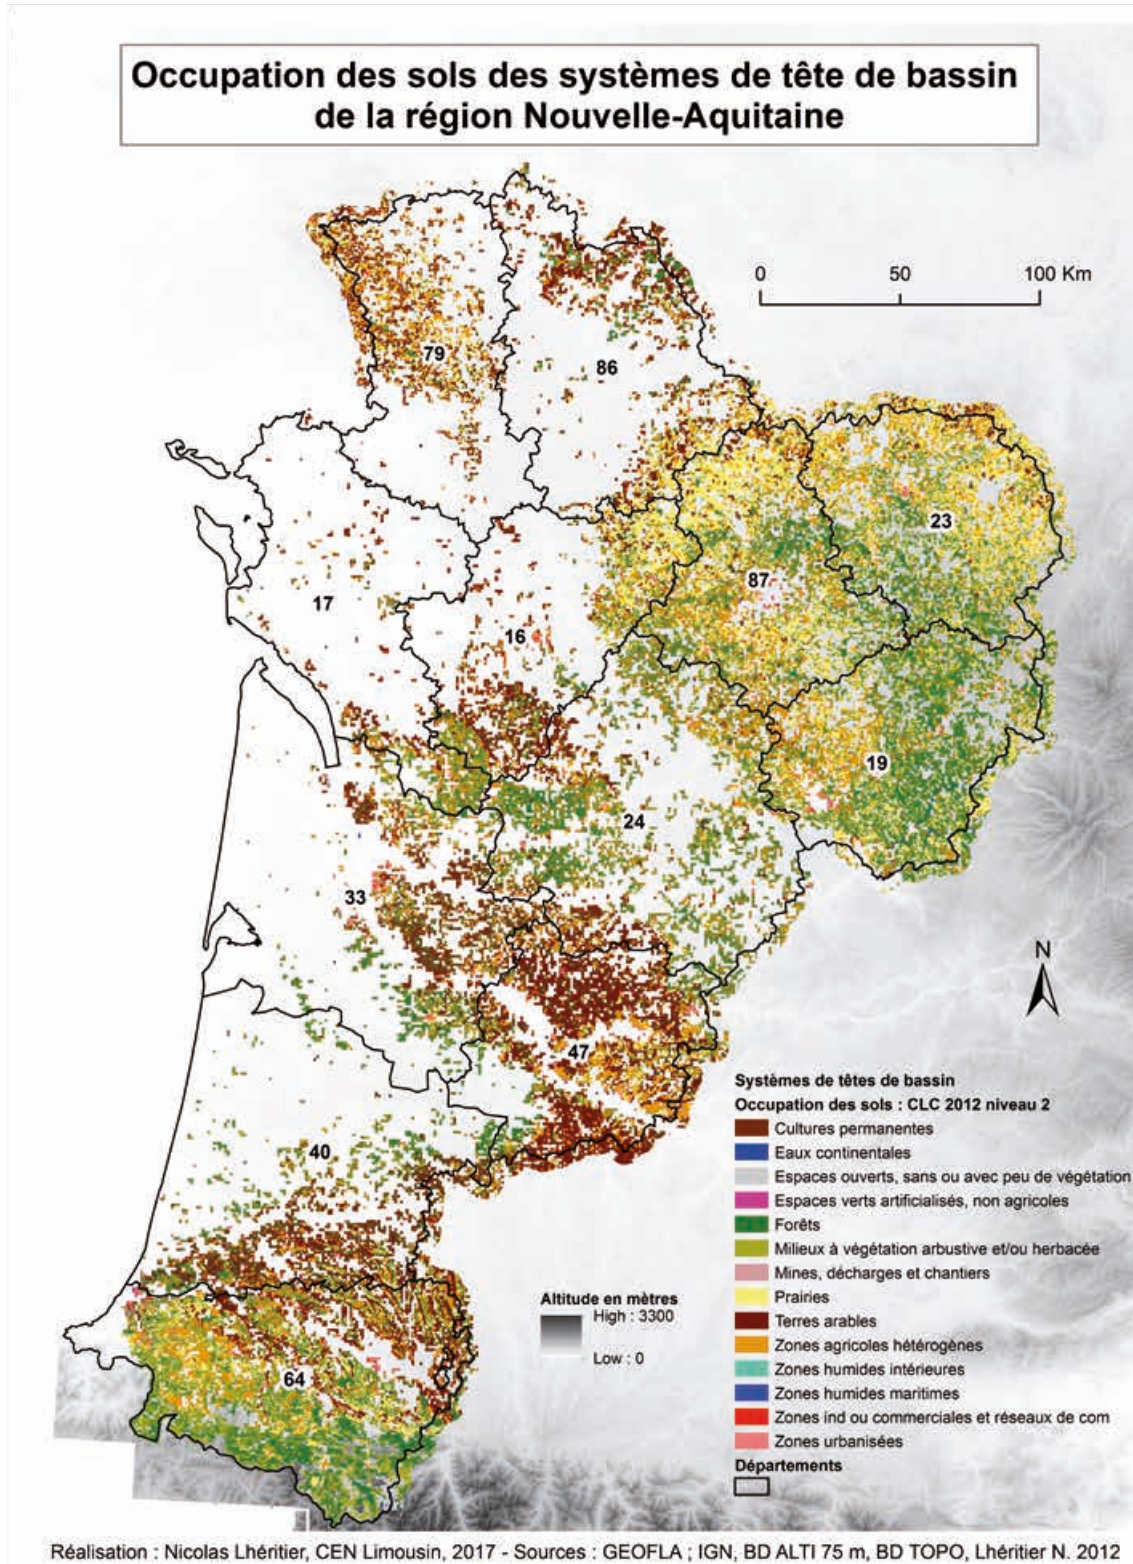 Occupation des sols des systèmes de tête de bassin
de la région Nouvelle-Aquitaine
0 50 100 Km
79
86
23
87
17
16
19
24
33
N
47
40
64
Systèmes de têtes de bassin
Occupation des sols : CLC 2012 niveau 2
Cultures permanentes
Eaux continentales
Espaces ouverts, sans ou avec peu de végétation
Espaces verts artificialisés, non agricoles
Forêts
Milieux à végétation arbustive et/ou herbacée
Mines, décharges et chantiers
Prairies
Terres arables
Zones agricoles hétérogènes
Zones humides intérieures
Zones humides maritimes
Zones ind ou commerciales et réseaux de com
Zones urbanisées
Départements
Altitude en mètres
High : 3300
Low : 0
Réalisation : Nicolas Lhéritier, CEN Limousin, 2017 - Sources : GEOFLA ; IGN, BD ALTI 75 m, BD TOPO, Lhéritier N. 2012